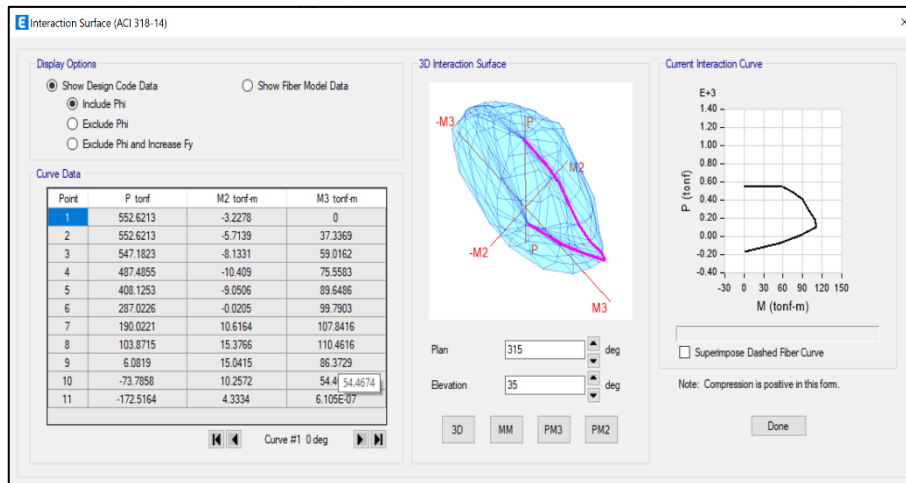 E Interaction Surface (ACI 318-14) ×
Display Options
Show Design Code Data
Show Fiber Model Data
Include Phi
Exclude Phi
Exclude Phi and Increase Fy
Curve Data
Point P tonf M2 tonf-m M3 tonf-m
1 552.6213 -3.2278 0
2 552.6213 -5.7139 37.3369
3 547.1823 -8.1331 59.0162
4 487.4855 -10.409 75.5583
5 408.1253 -9.0506 89.6486
6 287.0226 -0.0205 99.7903
7 190.0221 10.6164 107.8416
8 103.8715 15.3766 110.4616
9 6.0819 15.0415 86.3729
10 -73.7858 10.2572 54.4 54.4674
11 -172.5164 4.3334 6.105E-07
Curve #1 0 deg
3D Interaction Surface
-M3
P
M2
-M2
-P
M3
Plan 315 deg
Elevation 35 deg
3D MM PM3 PM2
Current Interaction Curve
E+3
1.40
1.20
1.00
0.80
0.60
0.40
0.20
0.00
-0.20
-0.40
P (tonf)
-30 0 30 60 90 120 150
M (tonf-m)
Superimpose Dashed Fiber Curve
Note: Compression is positive in this form.
Done